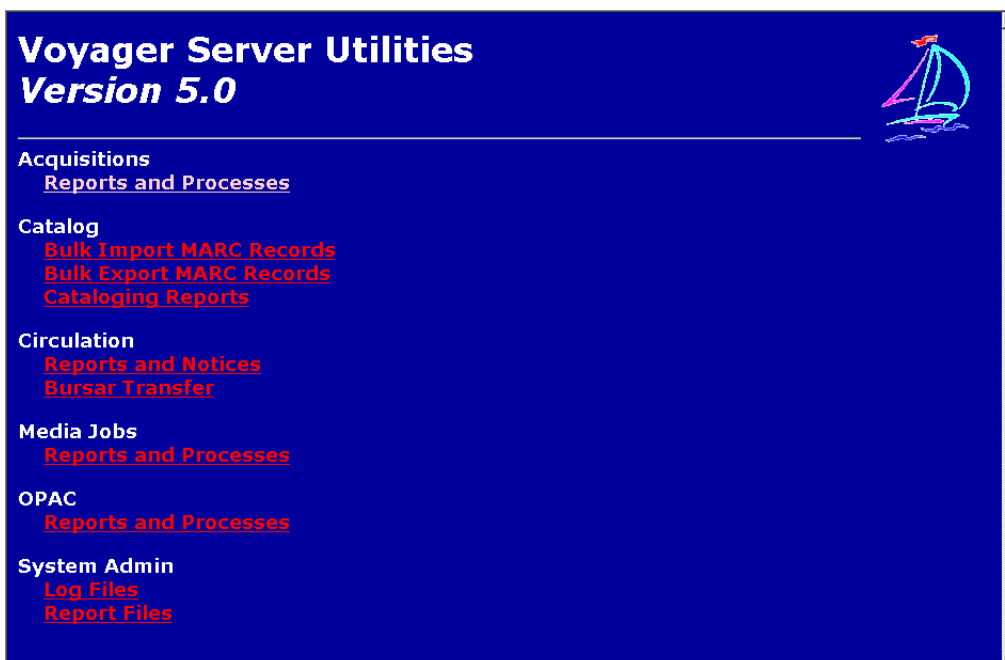 Voyager Server Utilities
Version 5.0
Acquisitions
Reports and Processes
Catalog
Bulk Import MARC Records
Bulk Export MARC Records
Cataloging Reports
Circulation
Reports and Notices
Bursar Transfer
Media Jobs
Reports and Processes
OPAC
Reports and Processes
System Admin
Log Files
Report Files